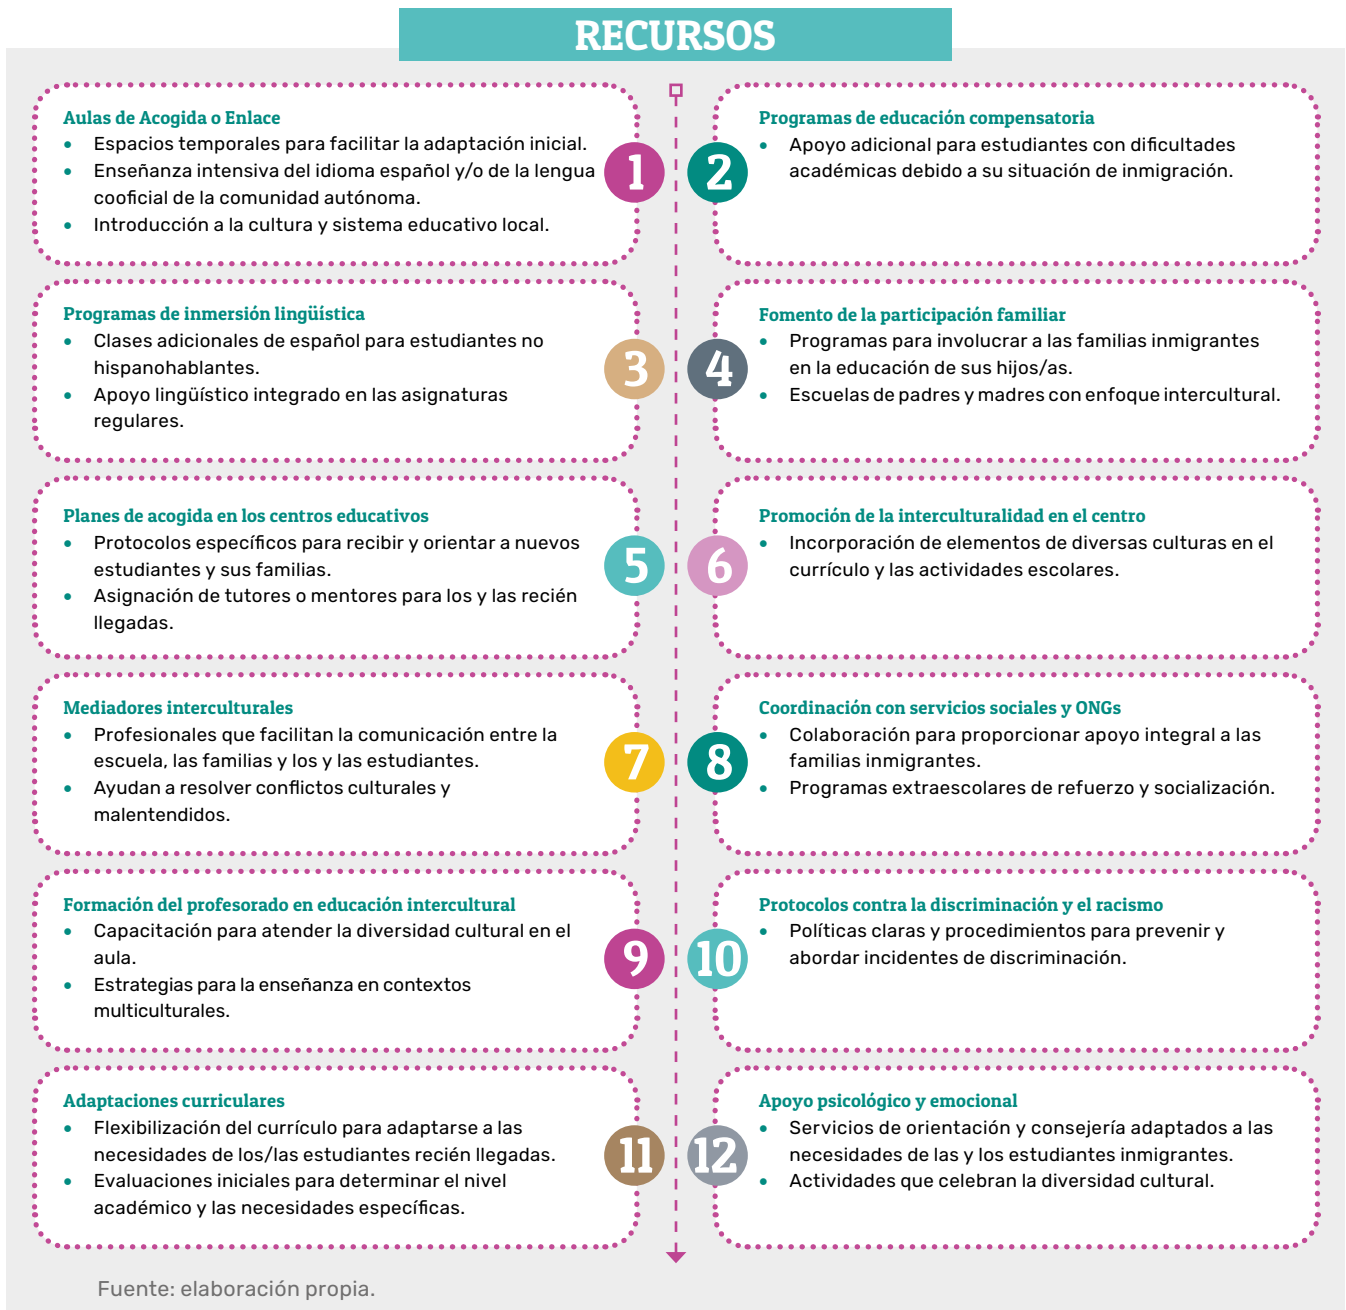 RECURSOS
Aulas de Acogida o Enlace
• Espacios temporales para facilitar la adaptación inicial.
• Enseñanza intensiva del idioma español y/o de la lengua
cooficial de la comunidad autónoma.
• Introducción a la cultura y sistema educativo local.
1
2
Programas de educación compensatoria
• Apoyo adicional para estudiantes con dificultades
académicas debido a su situación de inmigración.
Programas de inmersión lingüística
• Clases adicionales de español para estudiantes no
hispanohablantes.
• Apoyo lingüístico integrado en las asignaturas
regulares.
3
4
Fomento de la participación familiar
• Programas para involucrar a las familias inmigrantes
en la educación de sus hijos/as.
• Escuelas de padres y madres con enfoque intercultural.
Planes de acogida en los centros educativos
• Protocolos específicos para recibir y orientar a nuevos
estudiantes y sus familias.
• Asignación de tutores o mentores para los y las recién
llegadas.
5
6
Promoción de la interculturalidad en el centro
• Incorporación de elementos de diversas culturas en el
currículo y las actividades escolares.
Mediadores interculturales
• Profesionales que facilitan la comunicación entre la
escuela, las familias y los y las estudiantes.
• Ayudan a resolver conflictos culturales y
malentendidos.
7
8
Coordinación con servicios sociales y ONGs
• Colaboración para proporcionar apoyo integral a las
familias inmigrantes.
• Programas extraescolares de refuerzo y socialización.
Formación del profesorado en educación intercultural
• Capacitación para atender la diversidad cultural en el
aula.
• Estrategias para la enseñanza en contextos
multiculturales.
9
10
Protocolos contra la discriminación y el racismo
• Políticas claras y procedimientos para prevenir y
abordar incidentes de discriminación.
Adaptaciones curriculares
• Flexibilización del currículo para adaptarse a las
necesidades de los/las estudiantes recién llegadas.
• Evaluaciones iniciales para determinar el nivel
académico y las necesidades específicas.
11
12
Apoyo psicológico y emocional
• Servicios de orientación y consejería adaptados a las
necesidades de las y los estudiantes inmigrantes.
• Actividades que celebran la diversidad cultural.
Fuente: elaboración propia.